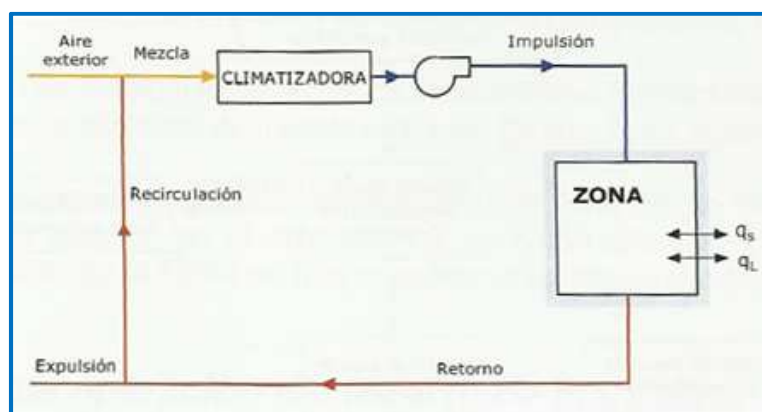 Aire
exterior
Mezcla
Impulsión
CLIMATIZADORA
ZONA
Recirculación
qs
qL
Expulsión
Retorno